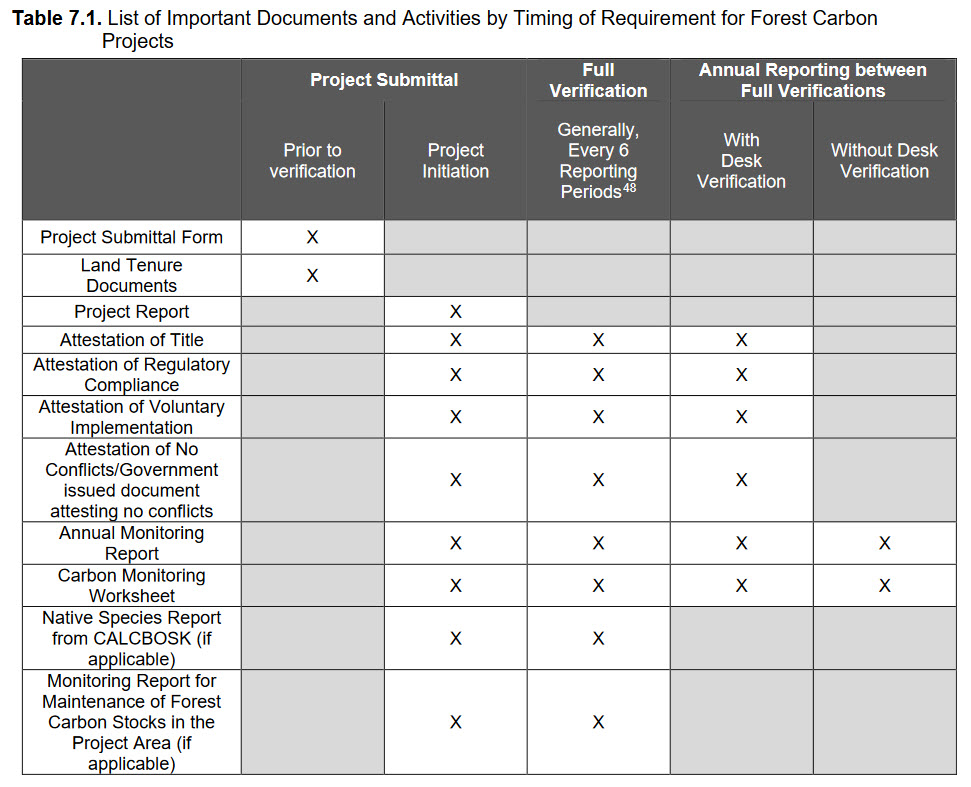 Table 7.1. List of Important Documents and Activities by Timing of Requirement for Forest Carbon
Projects
Project Submittal
Full
Verification
Annual Reporting between
Full Verifications
Prior to
verification
Project
Initiation
Generally,
Every 6
Reporting
Periods48
With
Desk
Verification
Without Desk
Verification
Project Submittal Form X
Land Tenure
Documents X
Project Report X
Attestation of Title X X X
Attestation of Regulatory
Compliance X X X
Attestation of Voluntary
Implementation X X X
Attestation of No
Conflicts/Government
issued document
attesting no conflicts X X X
Annual Monitoring
Report X X X X
Carbon Monitoring
Worksheet X X X X
Native Species Report
from CALCBOSK (if
applicable) X X
Monitoring Report for
Maintenance of Forest
Carbon Stocks in the
Project Area (if
applicable) X X